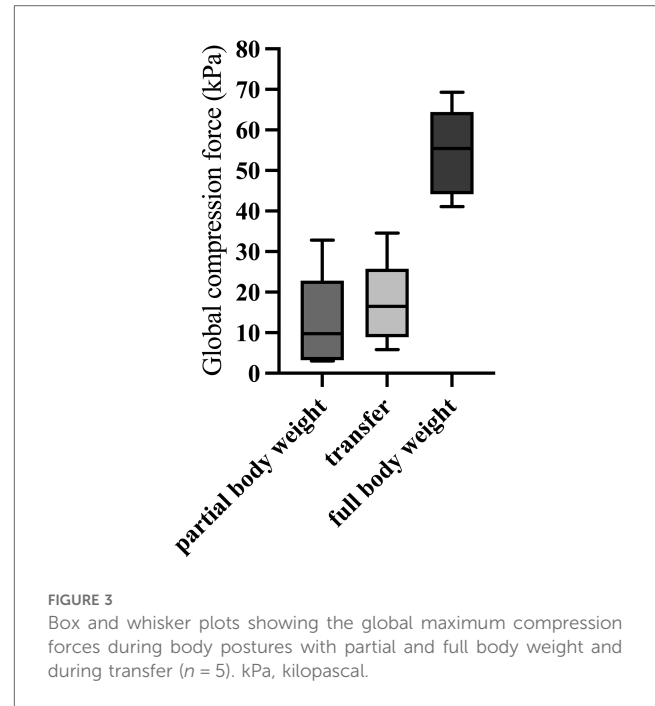 Global compression force (kPa)
80
70
60
50
40
30
20
10
0
partial body weight
transfer
full body weight
FIGURE 3
Box and whisker plots showing the global maximum compression
forces during body postures with partial and full body weight and
during transfer (n = 5). kPa, kilopascal.